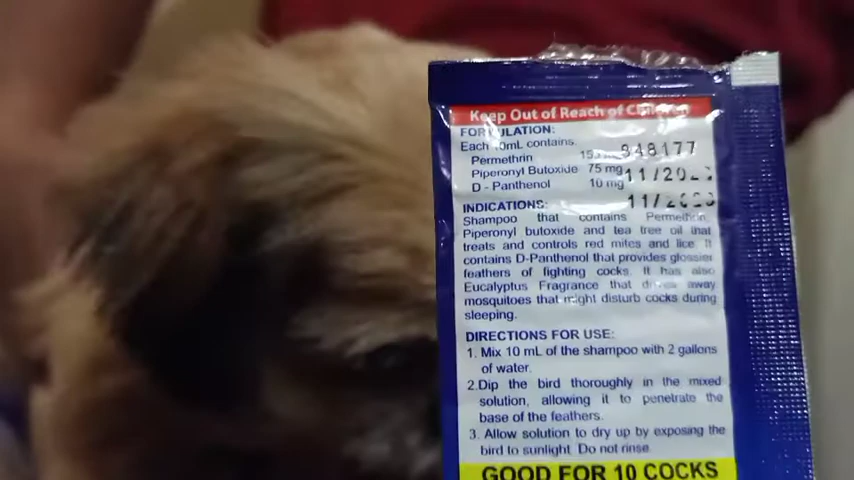 Keep Out of Reach of Children
FORMULATION:
Each 10mL contains:
Permethrin 848177
Piperonyl Butoxide 75 mg
D - Panthenol 10 mg
INDICATIONS:
Shampoo that contains Permethrin,
Piperonyl butoxide and tea tree oil that
treats and controls red mites and lice. It
contains D-Panthenol that provides glossier
feathers of fighting cocks. It has also
Eucalyptus Fragrance that drives away
mosquitoes that might disturb cocks during
sleeping.
DIRECTIONS FOR USE:
1. Mix 10 mL of the shampoo with 2 gallons
of water.
2.Dip the bird thoroughly in the mixed
solution, allowing it to penetrate the
base of the feathers.
3. Allow solution to dry up by exposing the
bird to sunlight. Do not rinse.
GOOD FOR 10 COCKS